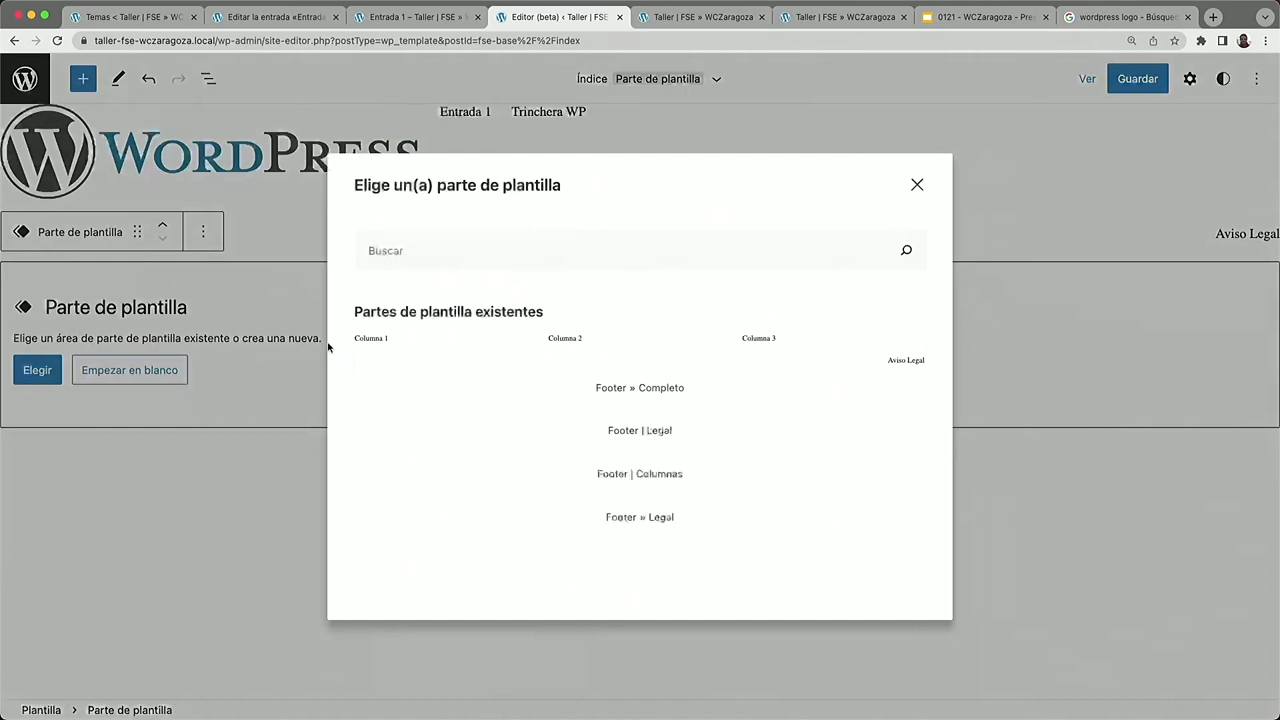 Temas < Taller | FSE » WC
Editar la entrada «Entrada
Entrada 1 – Taller | FSE »
Editor (beta) ‹ Taller | FSE
Taller | FSE » WCZaragoza
Taller | FSE » WCZaragoza
0121 - WCZaragoza - Pre
wordpress logo - Búsque
taller-fse-wczaragoza.local/wp-admin/site-editor.php?postType=wp_template&postId=fse-base%2F%2Findex
Índice Parte de plantilla
Ver
Guardar
Entrada 1 Trinchera WP
WORDPRESS
Elige un(a) parte de plantilla
Parte de plantilla
Aviso Legal
Buscar
Parte de plantilla
Partes de plantilla existentes
Elige un área de parte de plantilla existente o crea una nueva.
Columna 1 Columna 2 Columna 3
Aviso Legal
Elegir
Empezar en blanco
Footer » Completo
Footer | Legal
Footer | Columnas
Footer » Legal
Plantilla > Parte de plantilla